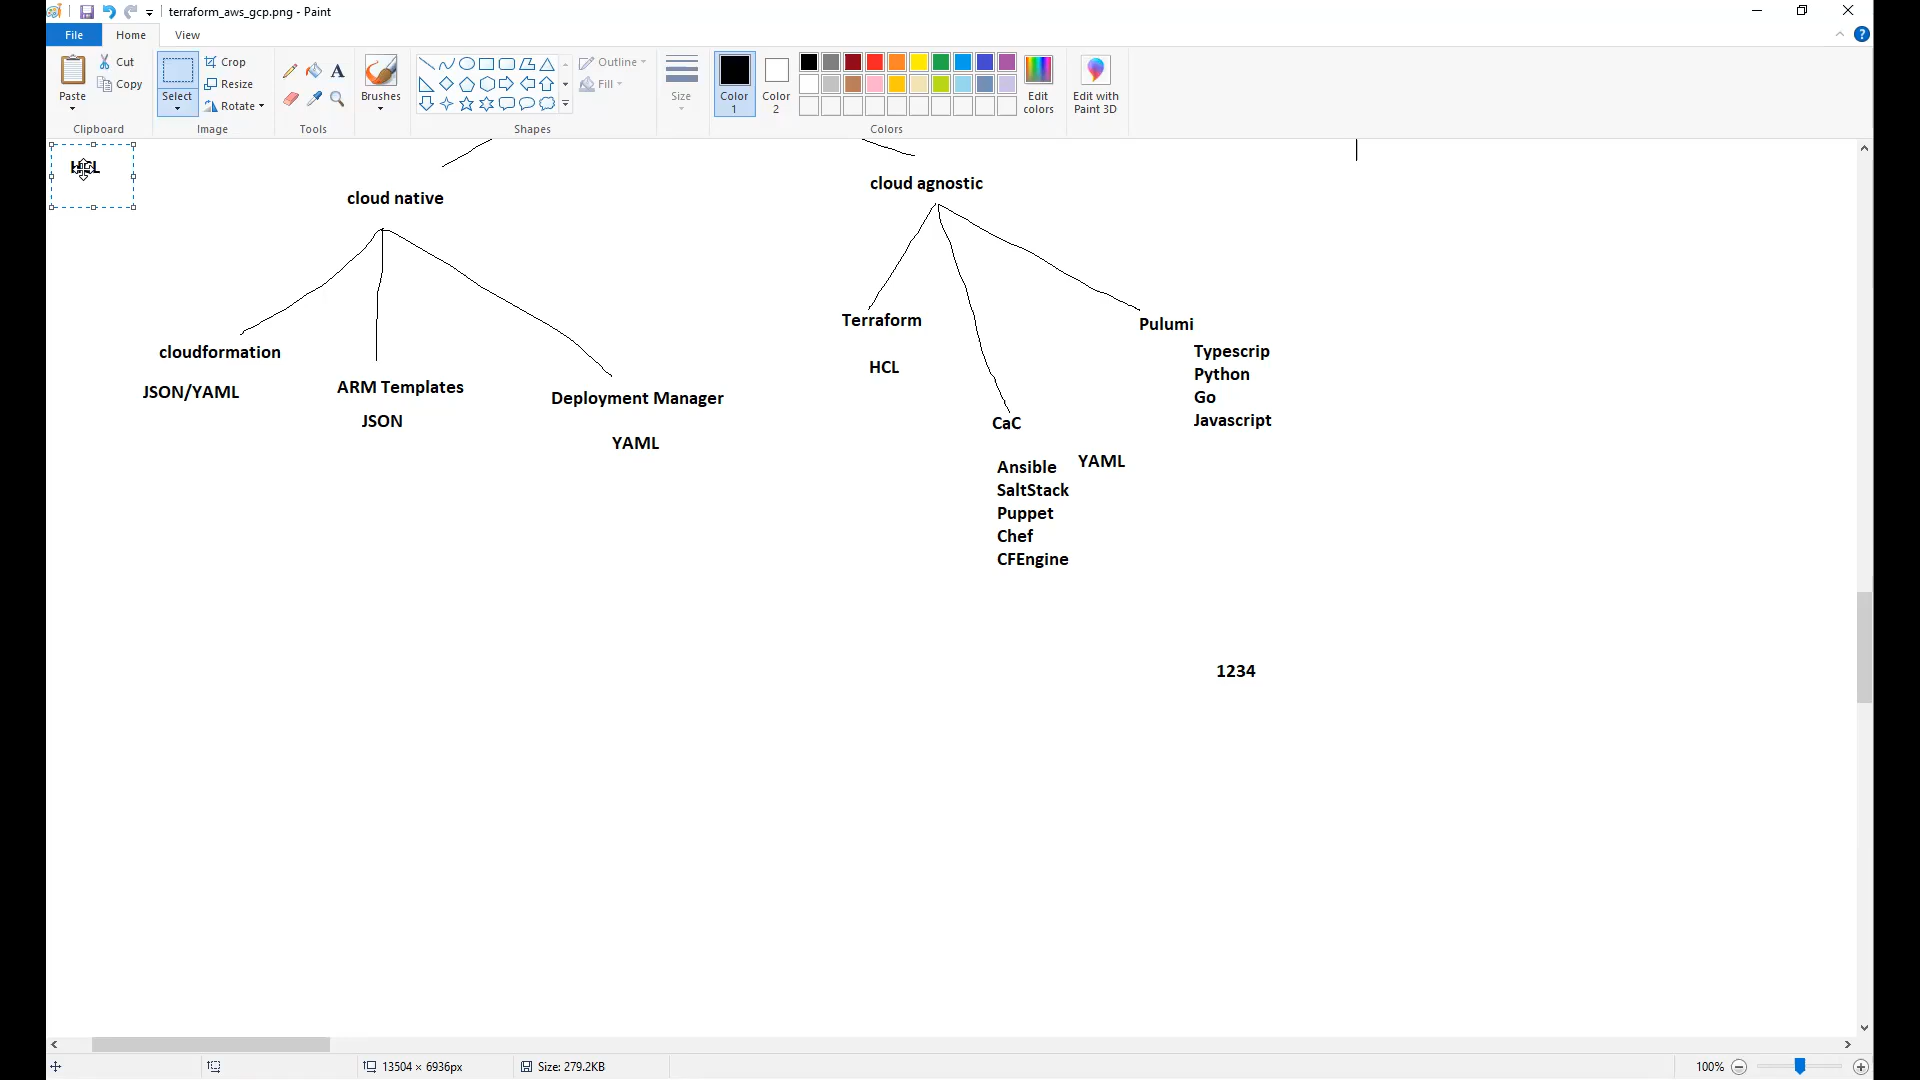 terraform_aws_gcp.png - Paint
File
Home
View
Paste
Cut
Copy
Clipboard
Select
Crop
Resize
Rotate
Image
A
Tools
Brushes
Shapes
Outline
Fill
Size
Color 1
Color 2
Edit colors
Edit with Paint 3D
Colors
HCL
cloud native
cloud agnostic
cloudformation
JSON/YAML
ARM Templates
JSON
Deployment Manager
YAML
Terraform
HCL
Pulumi
Typescrip
Python
Go
Javascript
CaC
Ansible YAML
SaltStack
Puppet
Chef
CFEngine
1234
13504 × 6936px
Size: 279.2KB
100%